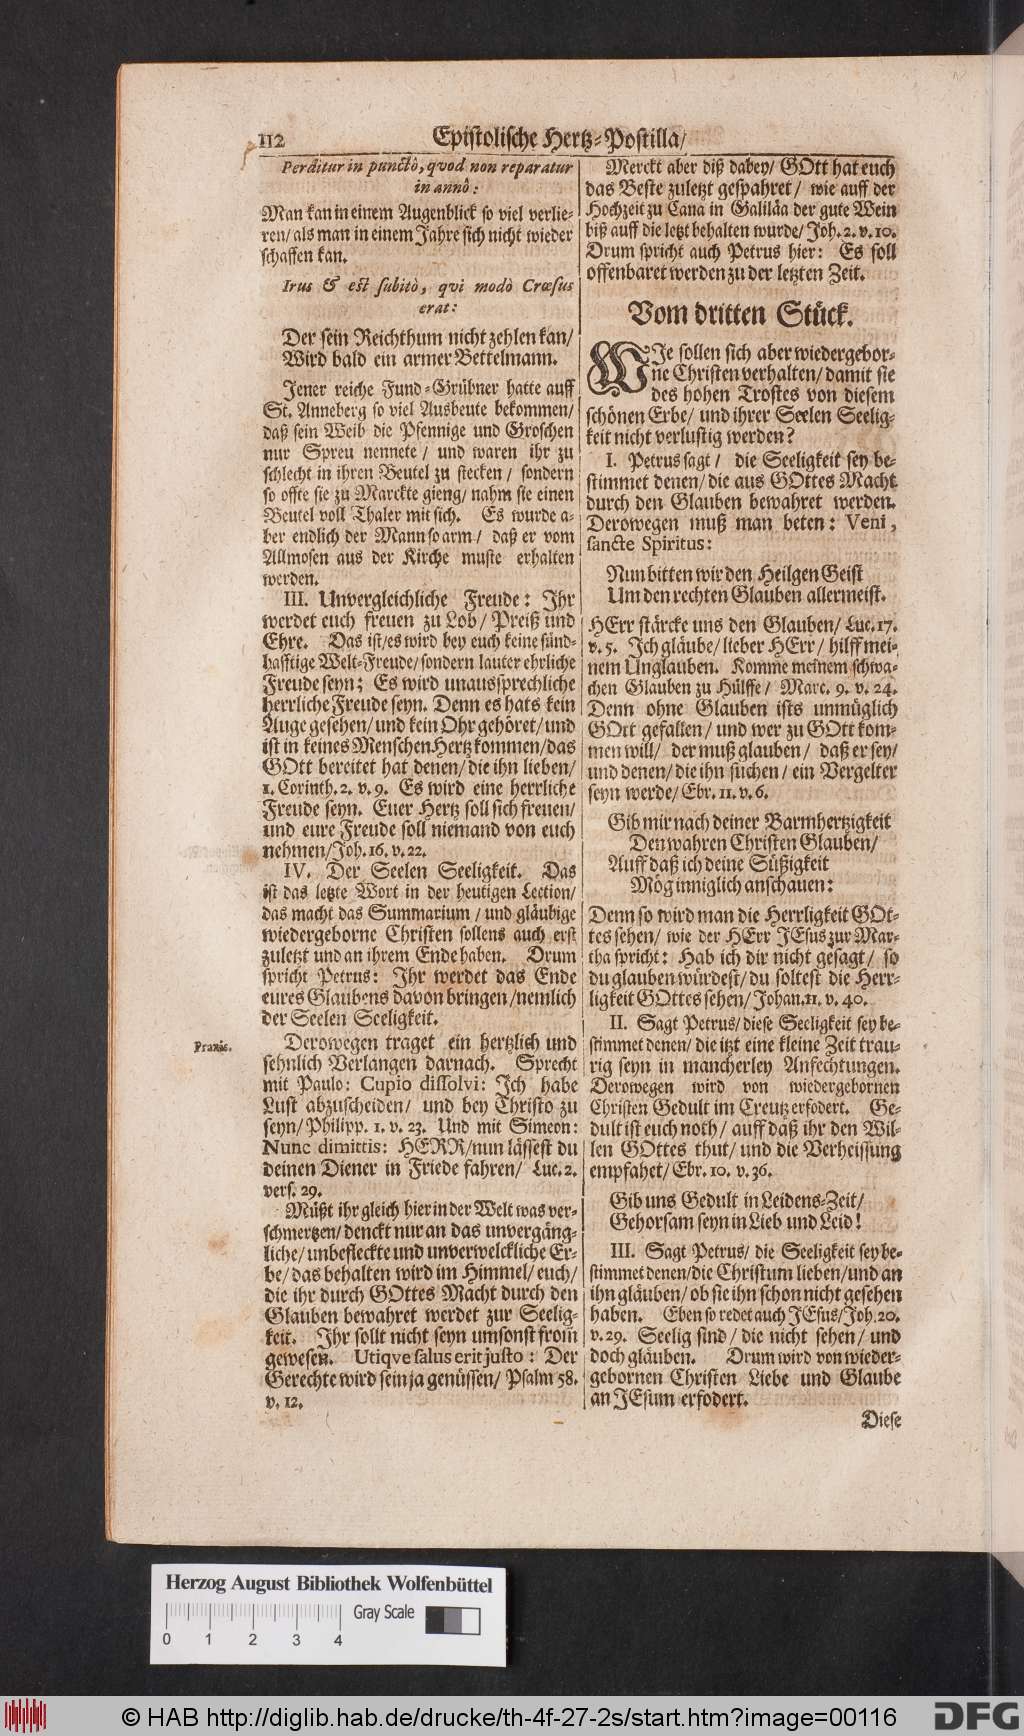 112
Epistolische Hertz-Postilla/
Perditur in punctô, qvod non reparatur
in annô:
Man kan in einem Augenblick so viel verlie-
ren/ als man in einem Jahre sich nicht wieder
schaffen kan.
Irus & est subitò, qvi modò Crœsus
erat:
Der sein Reichthum nicht zehlen kan/
Wird bald ein armer Bettelmann.
Jener reiche Fund-Grübner hatte auff
St. Anneberg so viel Ausbeute bekommen/
daß sein Weib die Pfennige und Groschen
nur Spreu nennete/ und waren ihr zu
schlecht in ihren Beutel zu stecken/ sondern
so offte sie zu Marckte gieng/ nahm sie einen
Beutel voll Thaler mit sich. Es wurde a-
ber endlich der Mann so arm/ daß er vom
Allmosen aus der Kirche muste erhalten
werden.
III. Unvergleichliche Freude: Ihr
werdet euch freuen zu Lob/ Preiß und
Ehre. Das ist/ es wird bey euch keine sünd-
hafftige Welt-Freude/ sondern lauter ehrliche
Freude seyn; Es wird unaussprechliche
herrliche Freude seyn. Denn es hats kein
Auge gesehen/ und kein Ohr gehöret/ und
ist in keines Menschen Hertz kommen/ das
GOtt bereitet hat denen/ die ihn lieben/
1. Corinth. 2. v. 9. Es wird eine herrliche
Freude seyn. Euer Hertz soll sich freuen/
und eure Freude soll niemand von euch
nehmen/ Joh. 16. v. 22.
IV. Der Seelen Seeligkeit. Das
ist das letzte Wort in der heutigen Lection/
das macht das Summarium/ und gläubige
wiedergeborne Christen sollens auch erst
zuletzt und an ihrem Ende haben. Drum
spricht Petrus: Ihr werdet das Ende
eures Glaubens davon bringen/ nemlich
der Seelen Seeligkeit.
Praxis.
Derowegen traget ein hertzlich und
sehnlich Verlangen darnach. Sprecht
mit Paulo: Cupio dissolvi: Ich habe
Lust abzuscheiden/ und bey Christo zu
seyn/ Philipp. 1. v. 23. Und mit Simeon:
Nunc dimittis: HERR/ nun lässest du
deinen Diener in Friede fahren/ Luc. 2.
vers. 29.
Müßt ihr gleich hier in der Welt was ver-
schmertzen/ denckt nur an das unvergäng-
liche/ unbefleckte und unverwelckliche Er-
be/ das behalten wird im Himmel/ euch/
die ihr durch GOttes Macht durch den
Glauben bewahret werdet zur Seelig-
keit. Ihr sollt nicht seyn umsonst from
gewesen. Utiqve salus erit justo: Der
Gerechte wird sein ja genüssen/ Psalm 58.
v. 12.
Merckt aber diß dabey/ GOtt hat euch
das Beste zuletzt gespahret/ wie auff der
Hochzeit zu Cana in Galiläa der gute Wein
biß auff die letzt behalten wurde/ Joh. 2. v. 10.
Drum spricht auch Petrus hier: Es soll
offenbaret werden zu der letzten Zeit.
Vom dritten Stück.
WJe sollen sich aber wiedergebor-
ne Christen verhalten/ damit sie
des hohen Trostes von diesem
schönen Erbe/ und ihrer Seelen Seelig-
keit nicht verlustig werden?
I. Petrus sagt/ die Seeligkeit sey be-
stimmet denen/ die aus GOttes Macht
durch den Glauben bewahret werden.
Derowegen muß man beten: Veni,
sancte Spiritus:
Nun bitten wir den Heilgen Geist
Um den rechten Glauben allermeist.
HErr stärcke uns den Glauben/ Luc. 17.
v. 5. Ich gläube/ lieber HErr/ hilff mei-
nem Unglauben. Komme meinem schwa-
chen Glauben zu Hülffe/ Marc. 9. v. 24.
Denn ohne Glauben ists unmüglich
GOtt gefallen/ und wer zu GOtt kom-
men will/ der muß glauben/ daß er sey/
und denen/ die ihn suchen/ ein Vergelter
seyn werde/ Ebr. 11. v. 6.
Gib mir nach deiner Barmhertzigkeit
Den wahren Christen Glauben/
Auff daß ich deine Süßigkeit
Mög inniglich anschauen:
Denn so wird man die Herrligkeit GOt-
tes sehen/ wie der HErr JEsus zur Mar-
tha spricht: Hab ich dir nicht gesagt/ so
du glauben würdest/ du soltest die Herr-
ligkeit GOttes sehen/ Johan. 11. v. 40.
II. Sagt Petrus/ diese Seeligkeit sey be-
stimmet denen/ die itzt eine kleine Zeit trau-
rig seyn in mancherley Anfechtungen.
Derowegen wird von wiedergebornen
Christen Gedult im Creutz erfodert. Ge-
dult ist euch noth/ auff daß ihr den Wil-
len GOttes thut/ und die Verheissung
empfahet/ Ebr. 10. v. 36.
Gib uns Gedult in Leidens-Zeit/
Gehorsam seyn in Lieb und Leid!
III. Sagt Petrus/ die Seeligkeit sey be-
stimmet denen/ die Christum lieben/ und an
ihn gläuben/ ob sie ihn schon nicht gesehen
haben. Eben so redet auch JEsus/ Joh. 20.
v. 29. Seelig sind/ die nicht sehen/ und
doch gläuben. Drum wird von wieder-
gebornen Christen Liebe und Glaube
an JEsum erfodert.
Diese
Herzog August Bibliothek Wolfenbüttel
Gray Scale
0 1 2 3 4
© HAB http://diglib.hab.de/drucke/th-4f-27-2s/start.htm?image=00116
DFG